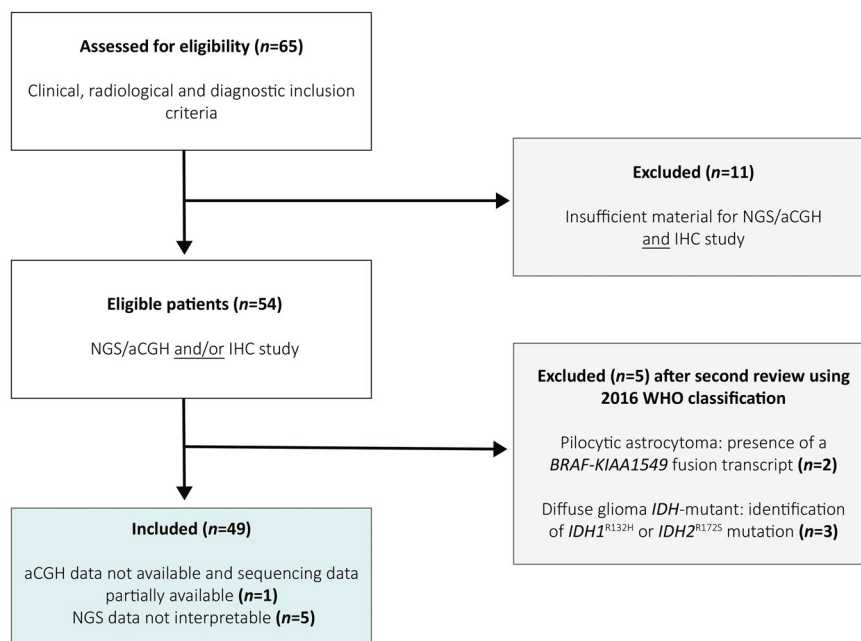 Assessed for eligibility (n=65)
Clinical, radiological and diagnostic inclusion
criteria
Excluded (n=11)
Insufficient material for NGS/aCGH
and IHC study
Eligible patients (n=54)
NGS/aCGH and/or IHC study
Excluded (n=5) after second review using
2016 WHO classification
Pilocytic astrocytoma: presence of a
BRAF-KIAA1549 fusion transcript (n=2)
Diffuse glioma IDH-mutant: identification
of IDH1R132H or IDH2R172S mutation (n=3)
Included (n=49)
aCGH data not available and sequencing data
partially available (n=1)
NGS data not interpretable (n=5)